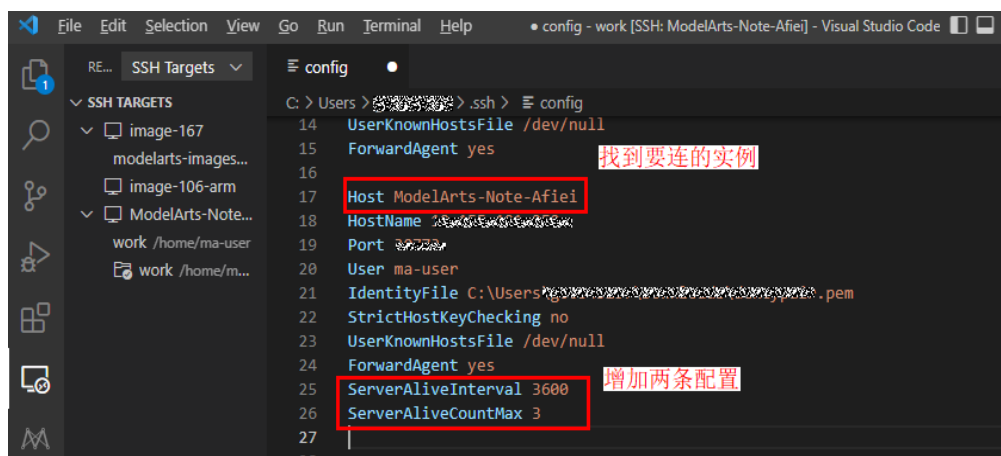 File Edit Selection View Go Run Terminal Help ● config - work [SSH: ModelArts-Note-Afiei] - Visual Studio Code
1
RE... SSH Targets
config ●
SSH TARGETS
C: > Users > > .ssh > config
image-167
modelarts-images...
image-106-arm
ModelArts-Note...
work /home/ma-user
work /home/m...
14 UserKnownHostsFile /dev/null
15 ForwardAgent yes
找到要连的实例
16
17 Host ModelArts-Note-Afiei
18 HostName
19 Port
20 User ma-user
21 IdentityFile C:\Users .pem
22 StrictHostKeyChecking no
23 UserKnownHostsFile /dev/null
24 ForwardAgent yes
增加两条配置
25 ServerAliveInterval 3600
26 ServerAliveCountMax 3
27